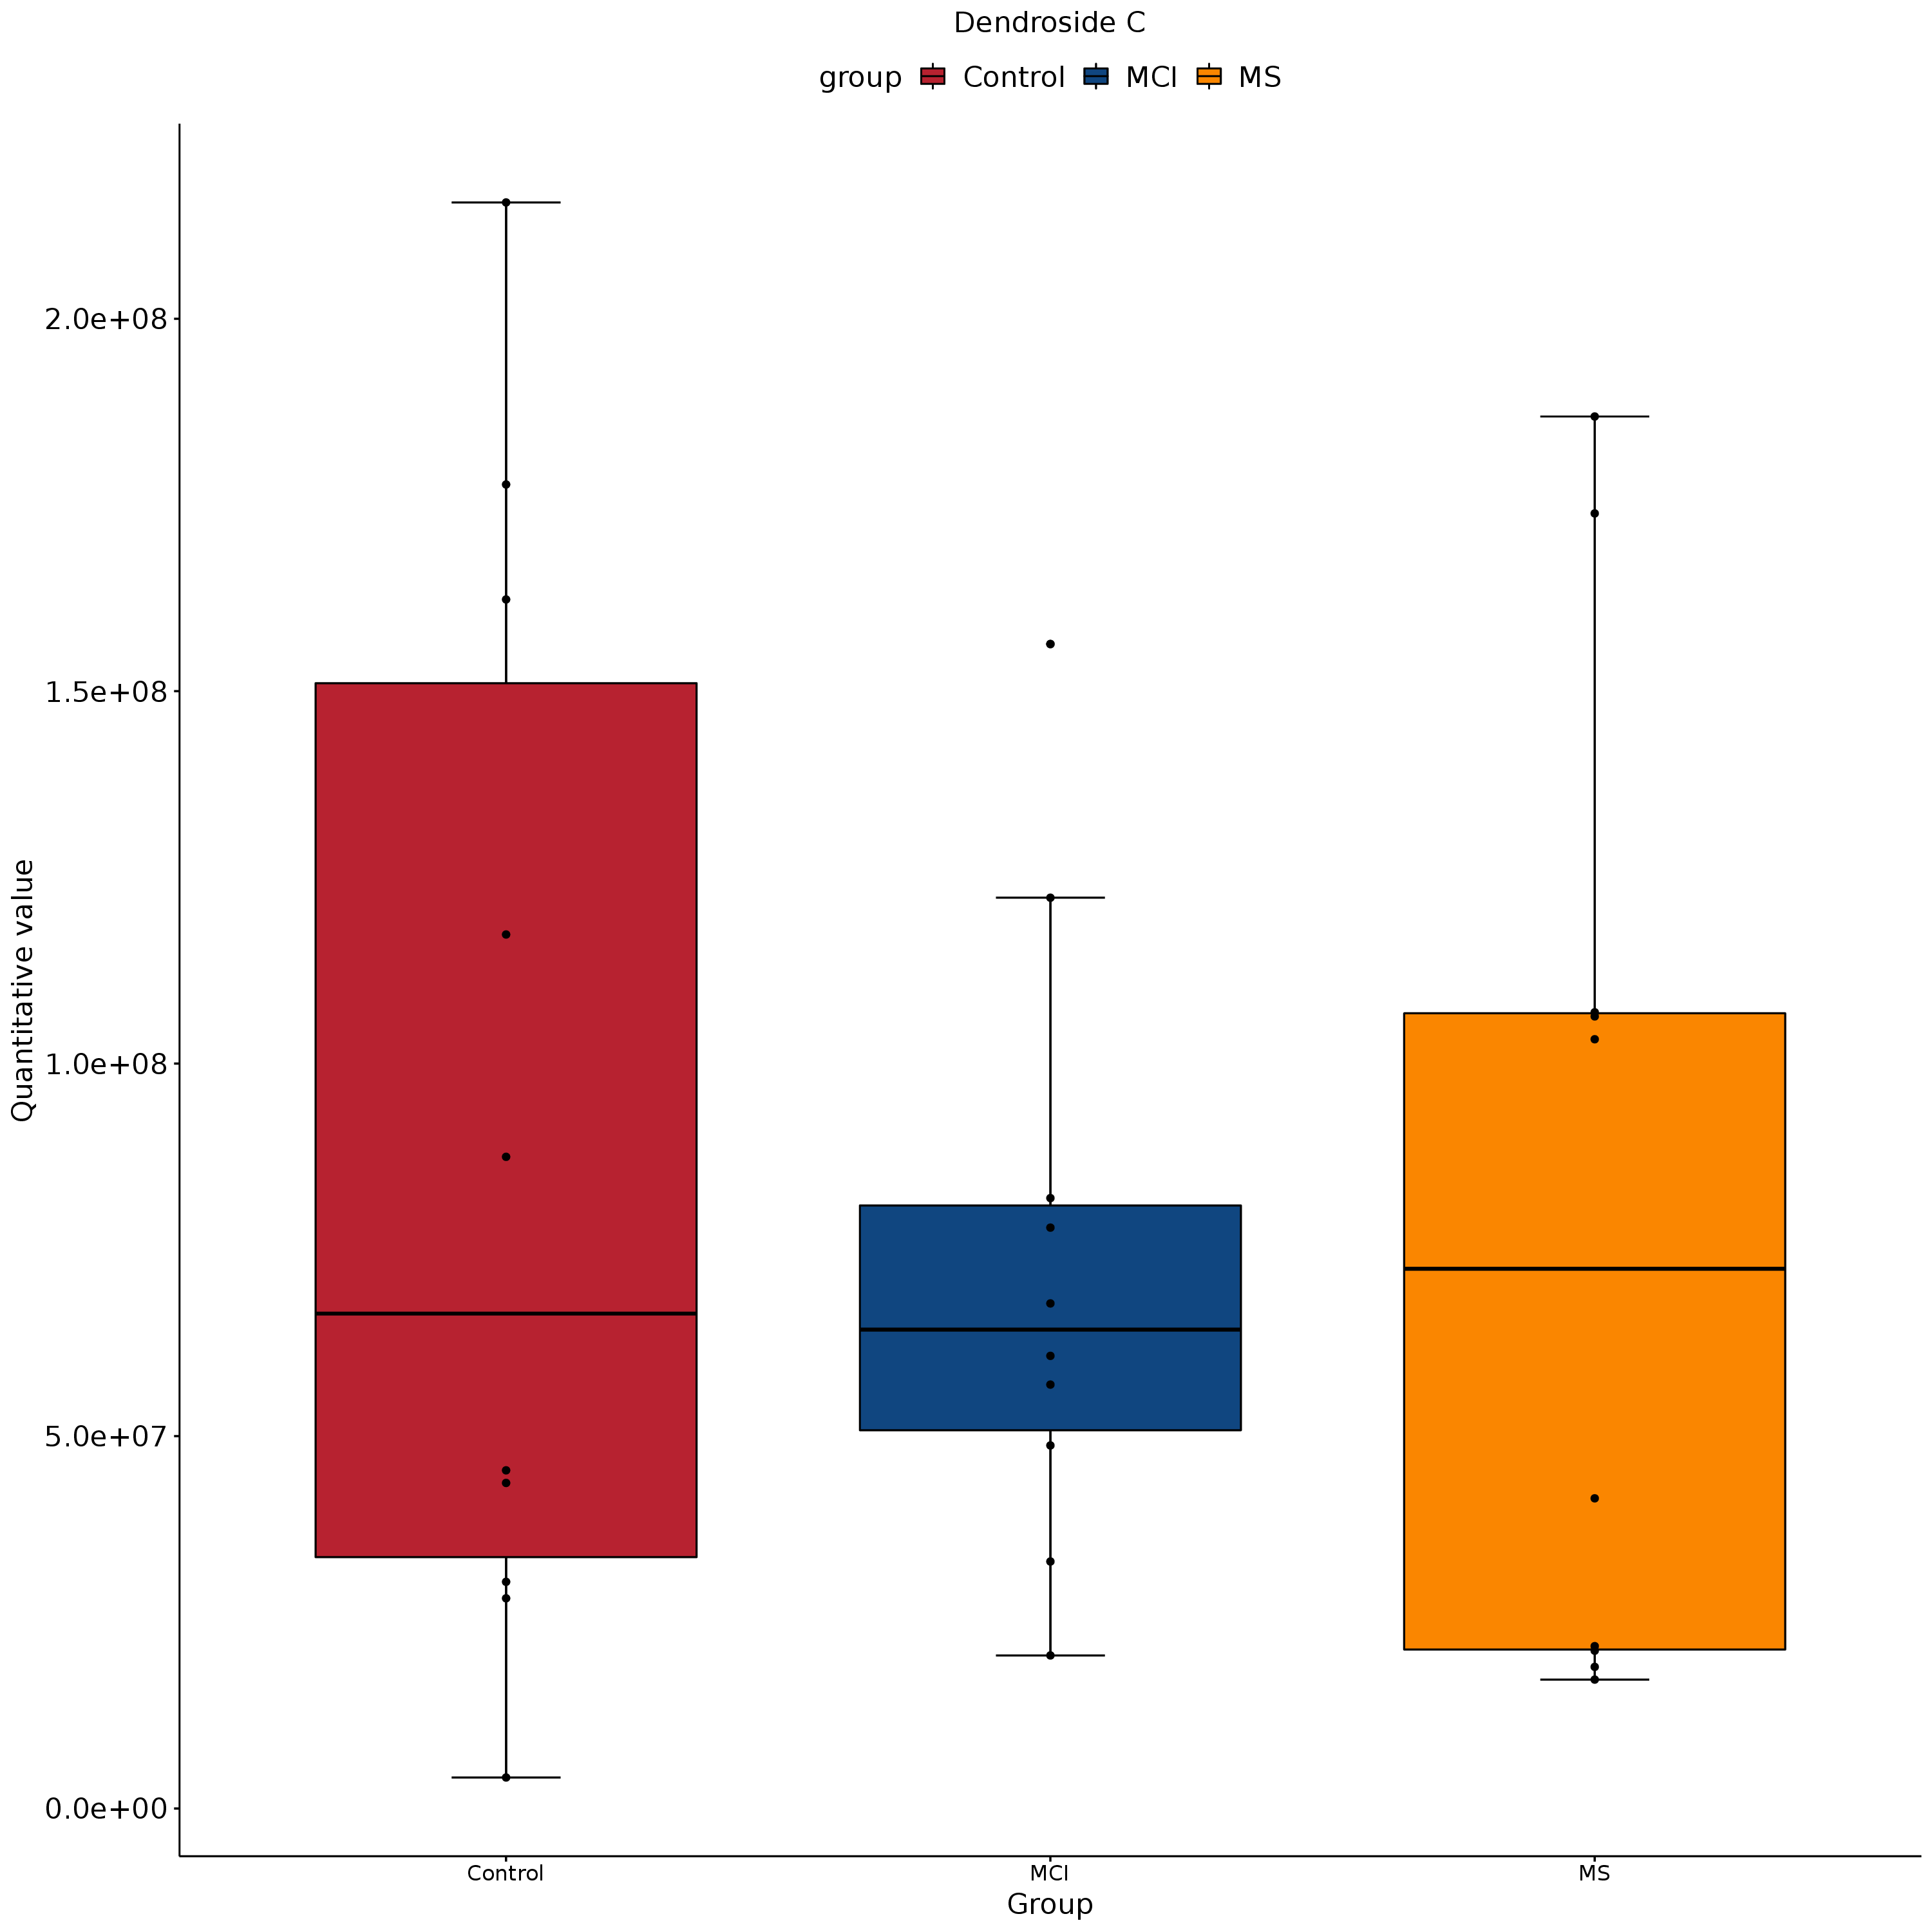 Dendroside C
group Control MCI MS
Quantitative value
2.0e+08
1.5e+08
1.0e+08
5.0e+07
0.0e+00
Control MCI MS
Group